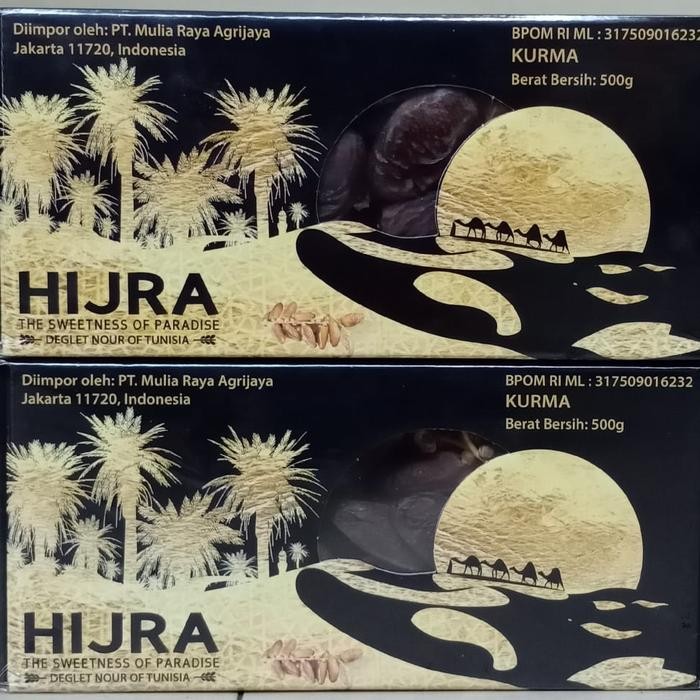 Diimpor oleh: PT. Mulia Raya Agrijaya
Jakarta 11720, Indonesia
BPOM RI ML : 317509016232
KURMA
Berat Bersih: 500g
HIJRA
THE SWEETNESS OF PARADISE
DEGLET NOUR OF TUNISIA
Diimpor oleh: PT. Mulia Raya Agrijaya
Jakarta 11720, Indonesia
BPOM RI ML : 317509016232
KURMA
Berat Bersih: 500g
HIJRA
THE SWEETNESS OF PARADISE
DEGLET NOUR OF TUNISIA